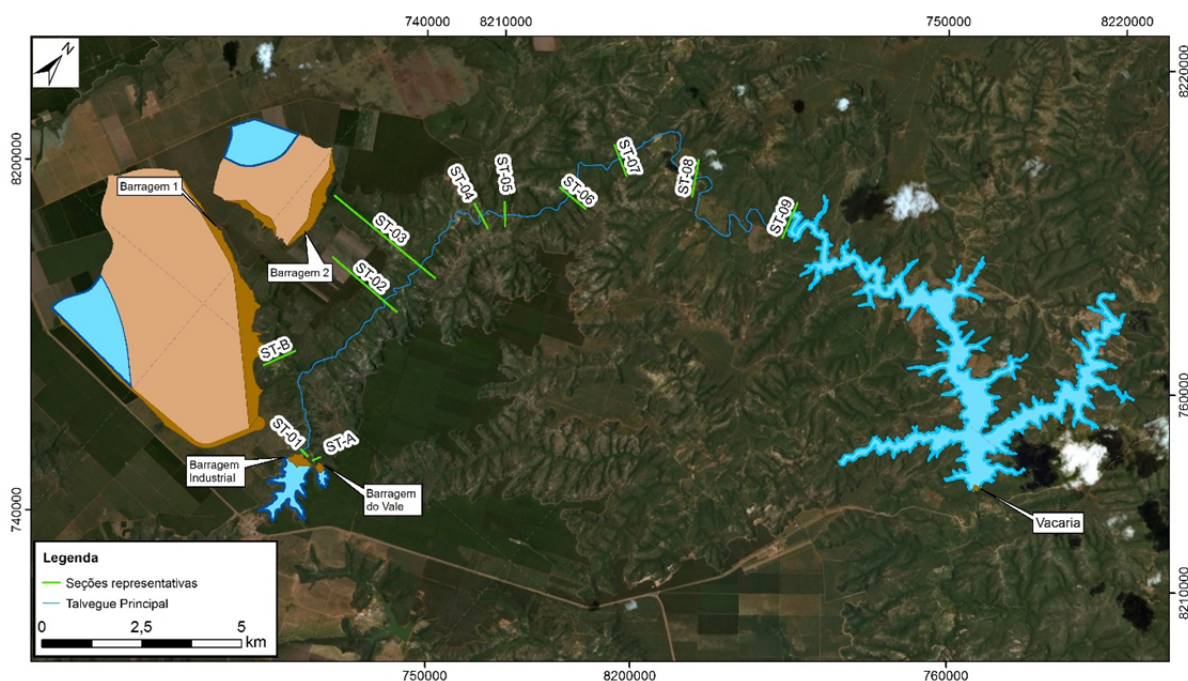 740000
8210000
750000
8220000
N
8220000
8200000
Barragem 1
ST-04
ST-05
ST-06
ST-07
ST-08
ST-09
ST-03
Barragem 2
ST-02
ST-B
760000
ST-01
ST-A
Barragem
Industrial
Barragem
do Vale
740000
Vacaria
Legenda
Seções representativas
Talvegue Principal
0
2,5
5
km
8210000
750000
8200000
760000